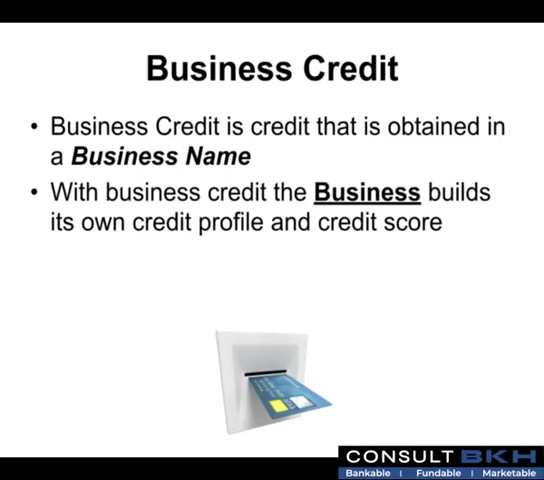 Business Credit
• Business Credit is credit that is obtained in
a Business Name
• With business credit the Business builds
its own credit profile and credit score
CONSULT BKH
Bankable | Fundable | Marketable